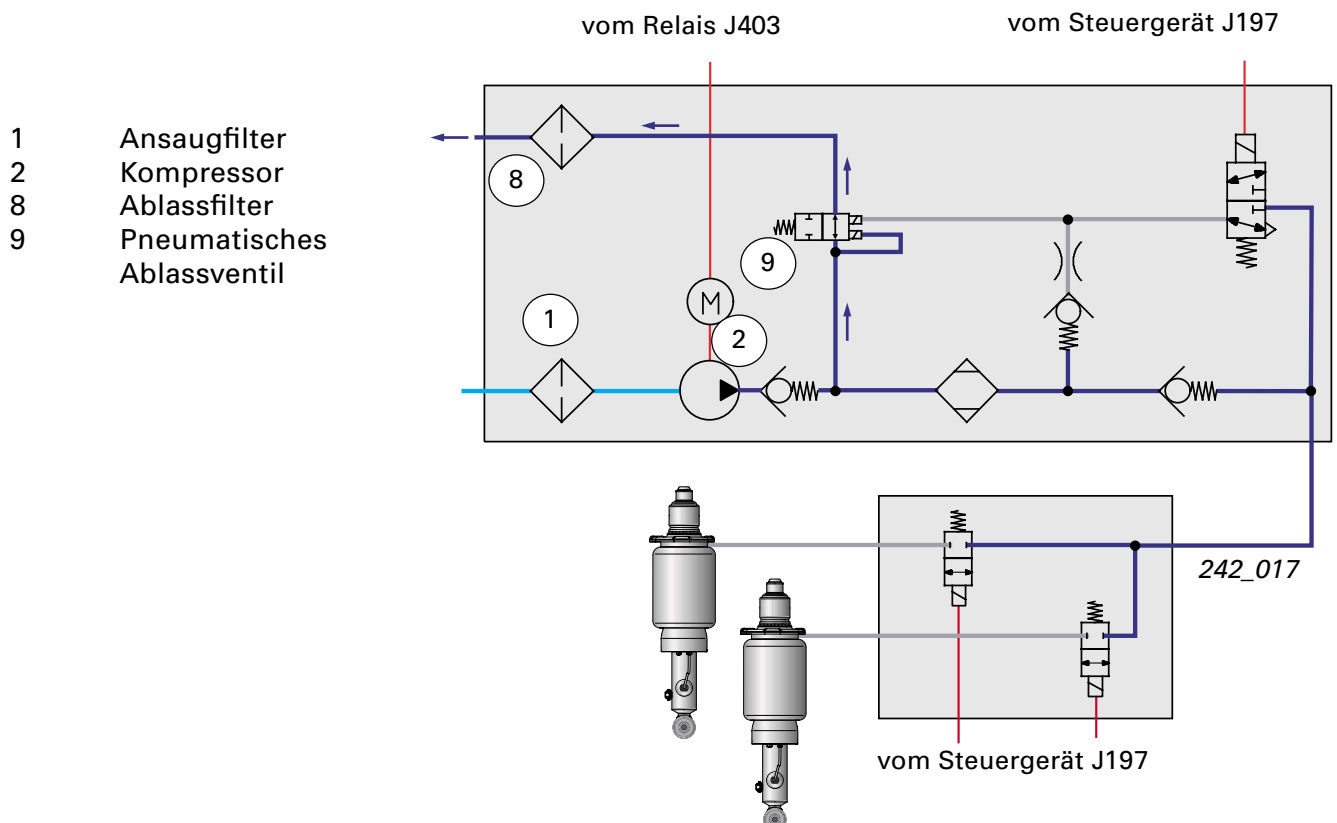 vom Relais J403
vom Steuergerät J197
1 Ansaugfilter
2 Kompressor
8 Ablassfilter
9 Pneumatisches
Ablassventil
8
9
1
M
2
242_017
vom Steuergerät J197